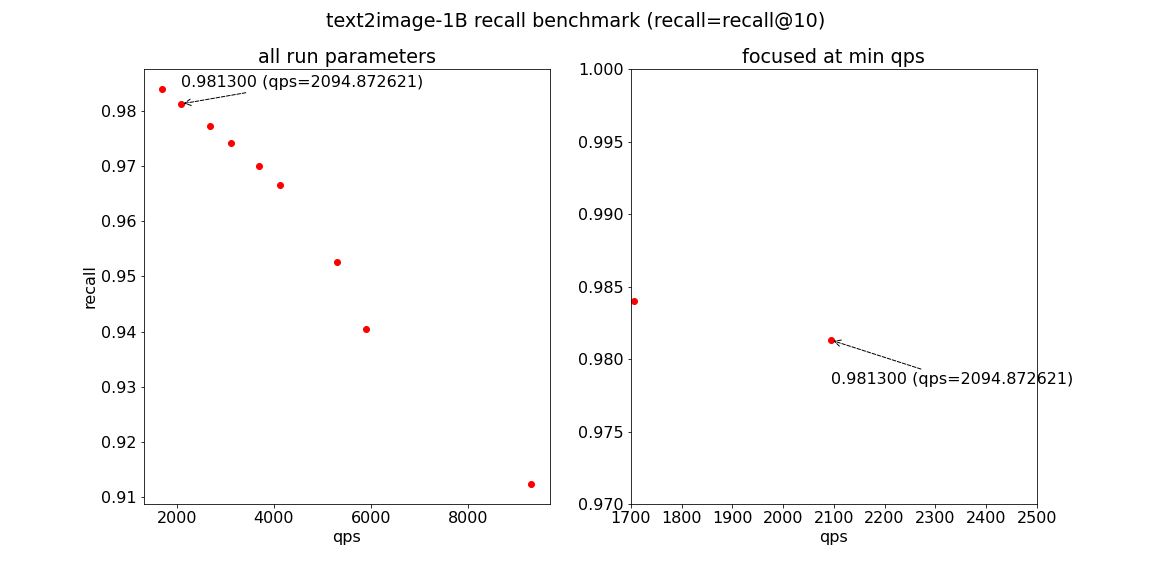 text2image-1B recall benchmark (recall=recall@10)
all run parameters
0.981300 (qps=2094.872621)
0.98
0.97
0.96
0.95
0.94
0.93
0.92
0.91
recall
2000 4000 6000 8000
qps
focused at min qps
1.000
0.995
0.990
0.985
0.980
0.975
0.970
0.981300 (qps=2094.872621)
1700 1800 1900 2000 2100 2200 2300 2400 2500
qps